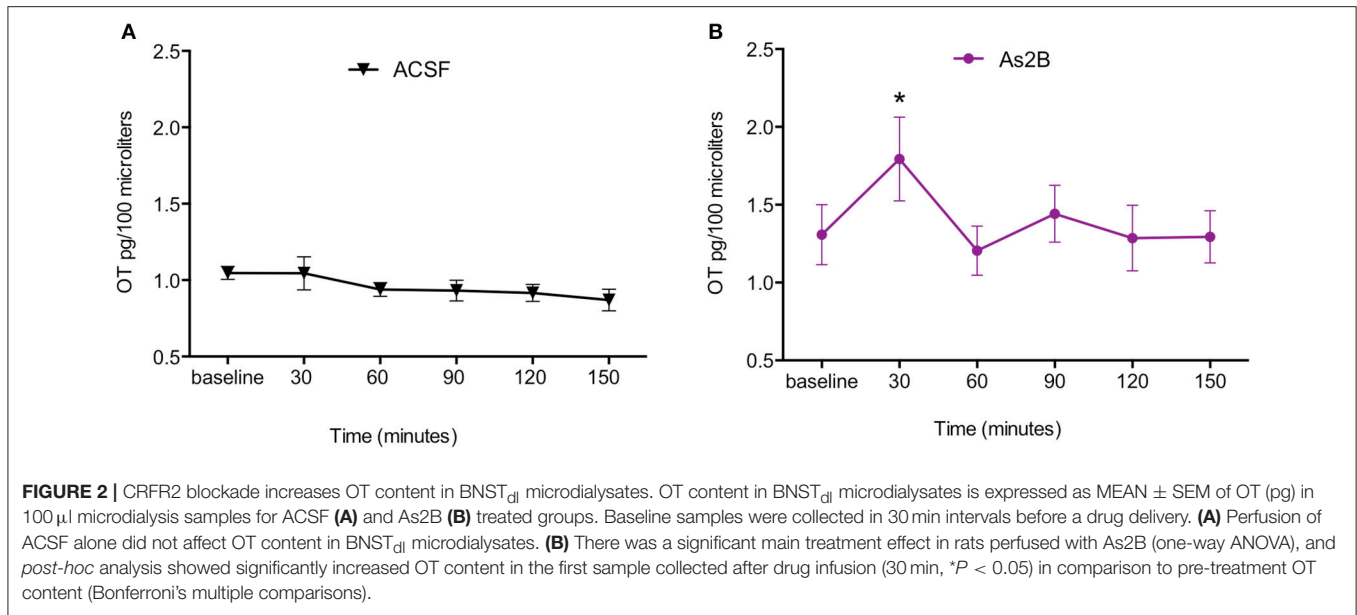 A
ACSF
2.5
2.0
1.5
1.0
0.5
OT pg/100 microliters
baseline 30 60 90 120 150
Time (minutes)
B
As2B
*
2.5
2.0
1.5
1.0
0.5
OT pg/100 microliters
baseline 30 60 90 120 150
Time (minutes)
FIGURE 2 | CRFR2 blockade increases OT content in BNSTdl microdialysates. OT content in BNSTdl microdialysates is expressed as MEAN ± SEM of OT (pg) in
100 μl microdialysis samples for ACSF (A) and As2B (B) treated groups. Baseline samples were collected in 30 min intervals before a drug delivery. (A) Perfusion of
ACSF alone did not affect OT content in BNSTdl microdialysates. (B) There was a significant main treatment effect in rats perfused with As2B (one-way ANOVA), and
post-hoc analysis showed significantly increased OT content in the first sample collected after drug infusion (30 min, *P < 0.05) in comparison to pre-treatment OT
content (Bonferroni's multiple comparisons).